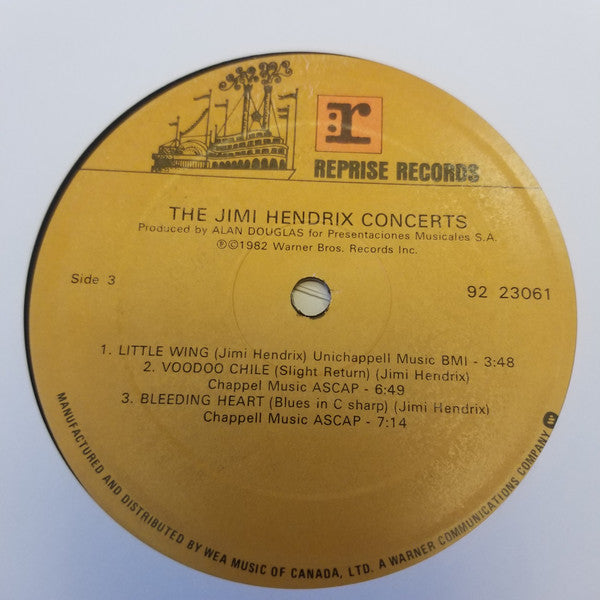 :r
REPRISE RECORDS
THE JIMI HENDRIX CONCERTS
Produced by ALAN DOUGLAS for Presentaciones Musicales S.A.
℗©1982 Warner Bros. Records Inc.
Side 3
92 23061
1. LITTLE WING (Jimi Hendrix) Unichappell Music BMI - 3:48
2. VOODOO CHILE (Slight Return) (Jimi Hendrix)
Chappel Music ASCAP - 6:49
3. BLEEDING HEART (Blues in C sharp) (Jimi Hendrix)
Chappell Music ASCAP - 7:14
MANUFACTURED AND DISTRIBUTED BY WEA MUSIC OF CANADA, LTD. A WARNER COMMUNICATIONS COMPANY